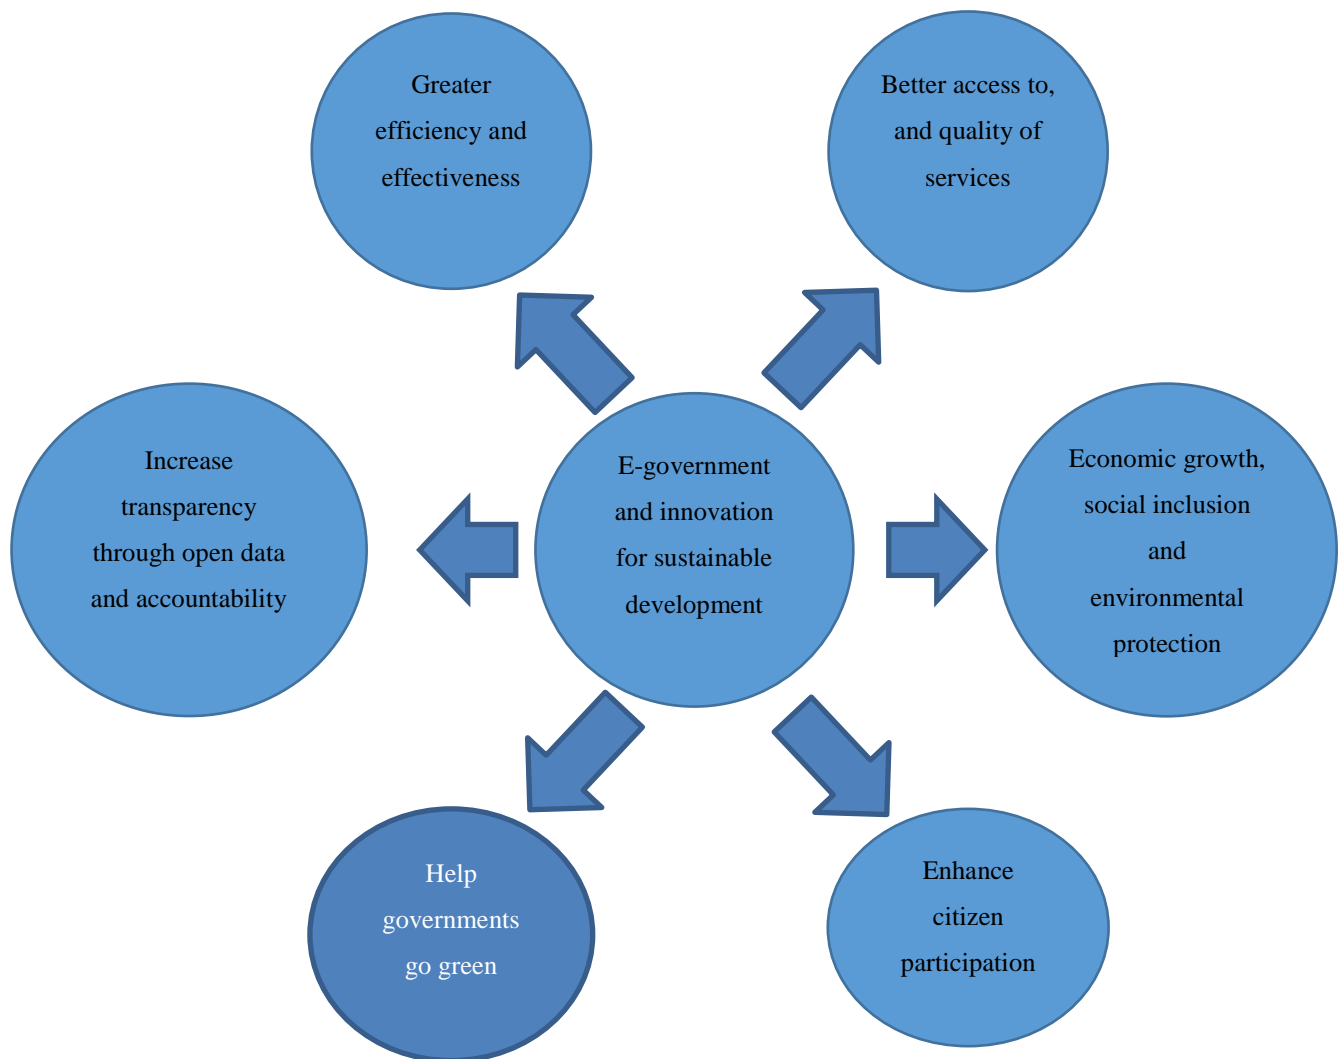 Greater
efficiency and
effectiveness
Better access to,
and quality of
services
Increase
transparency
through open data
and accountability
E-government
and innovation
for sustainable
development
Economic growth,
social inclusion
and
environmental
protection
Help
governments
go green
Enhance
citizen
participation